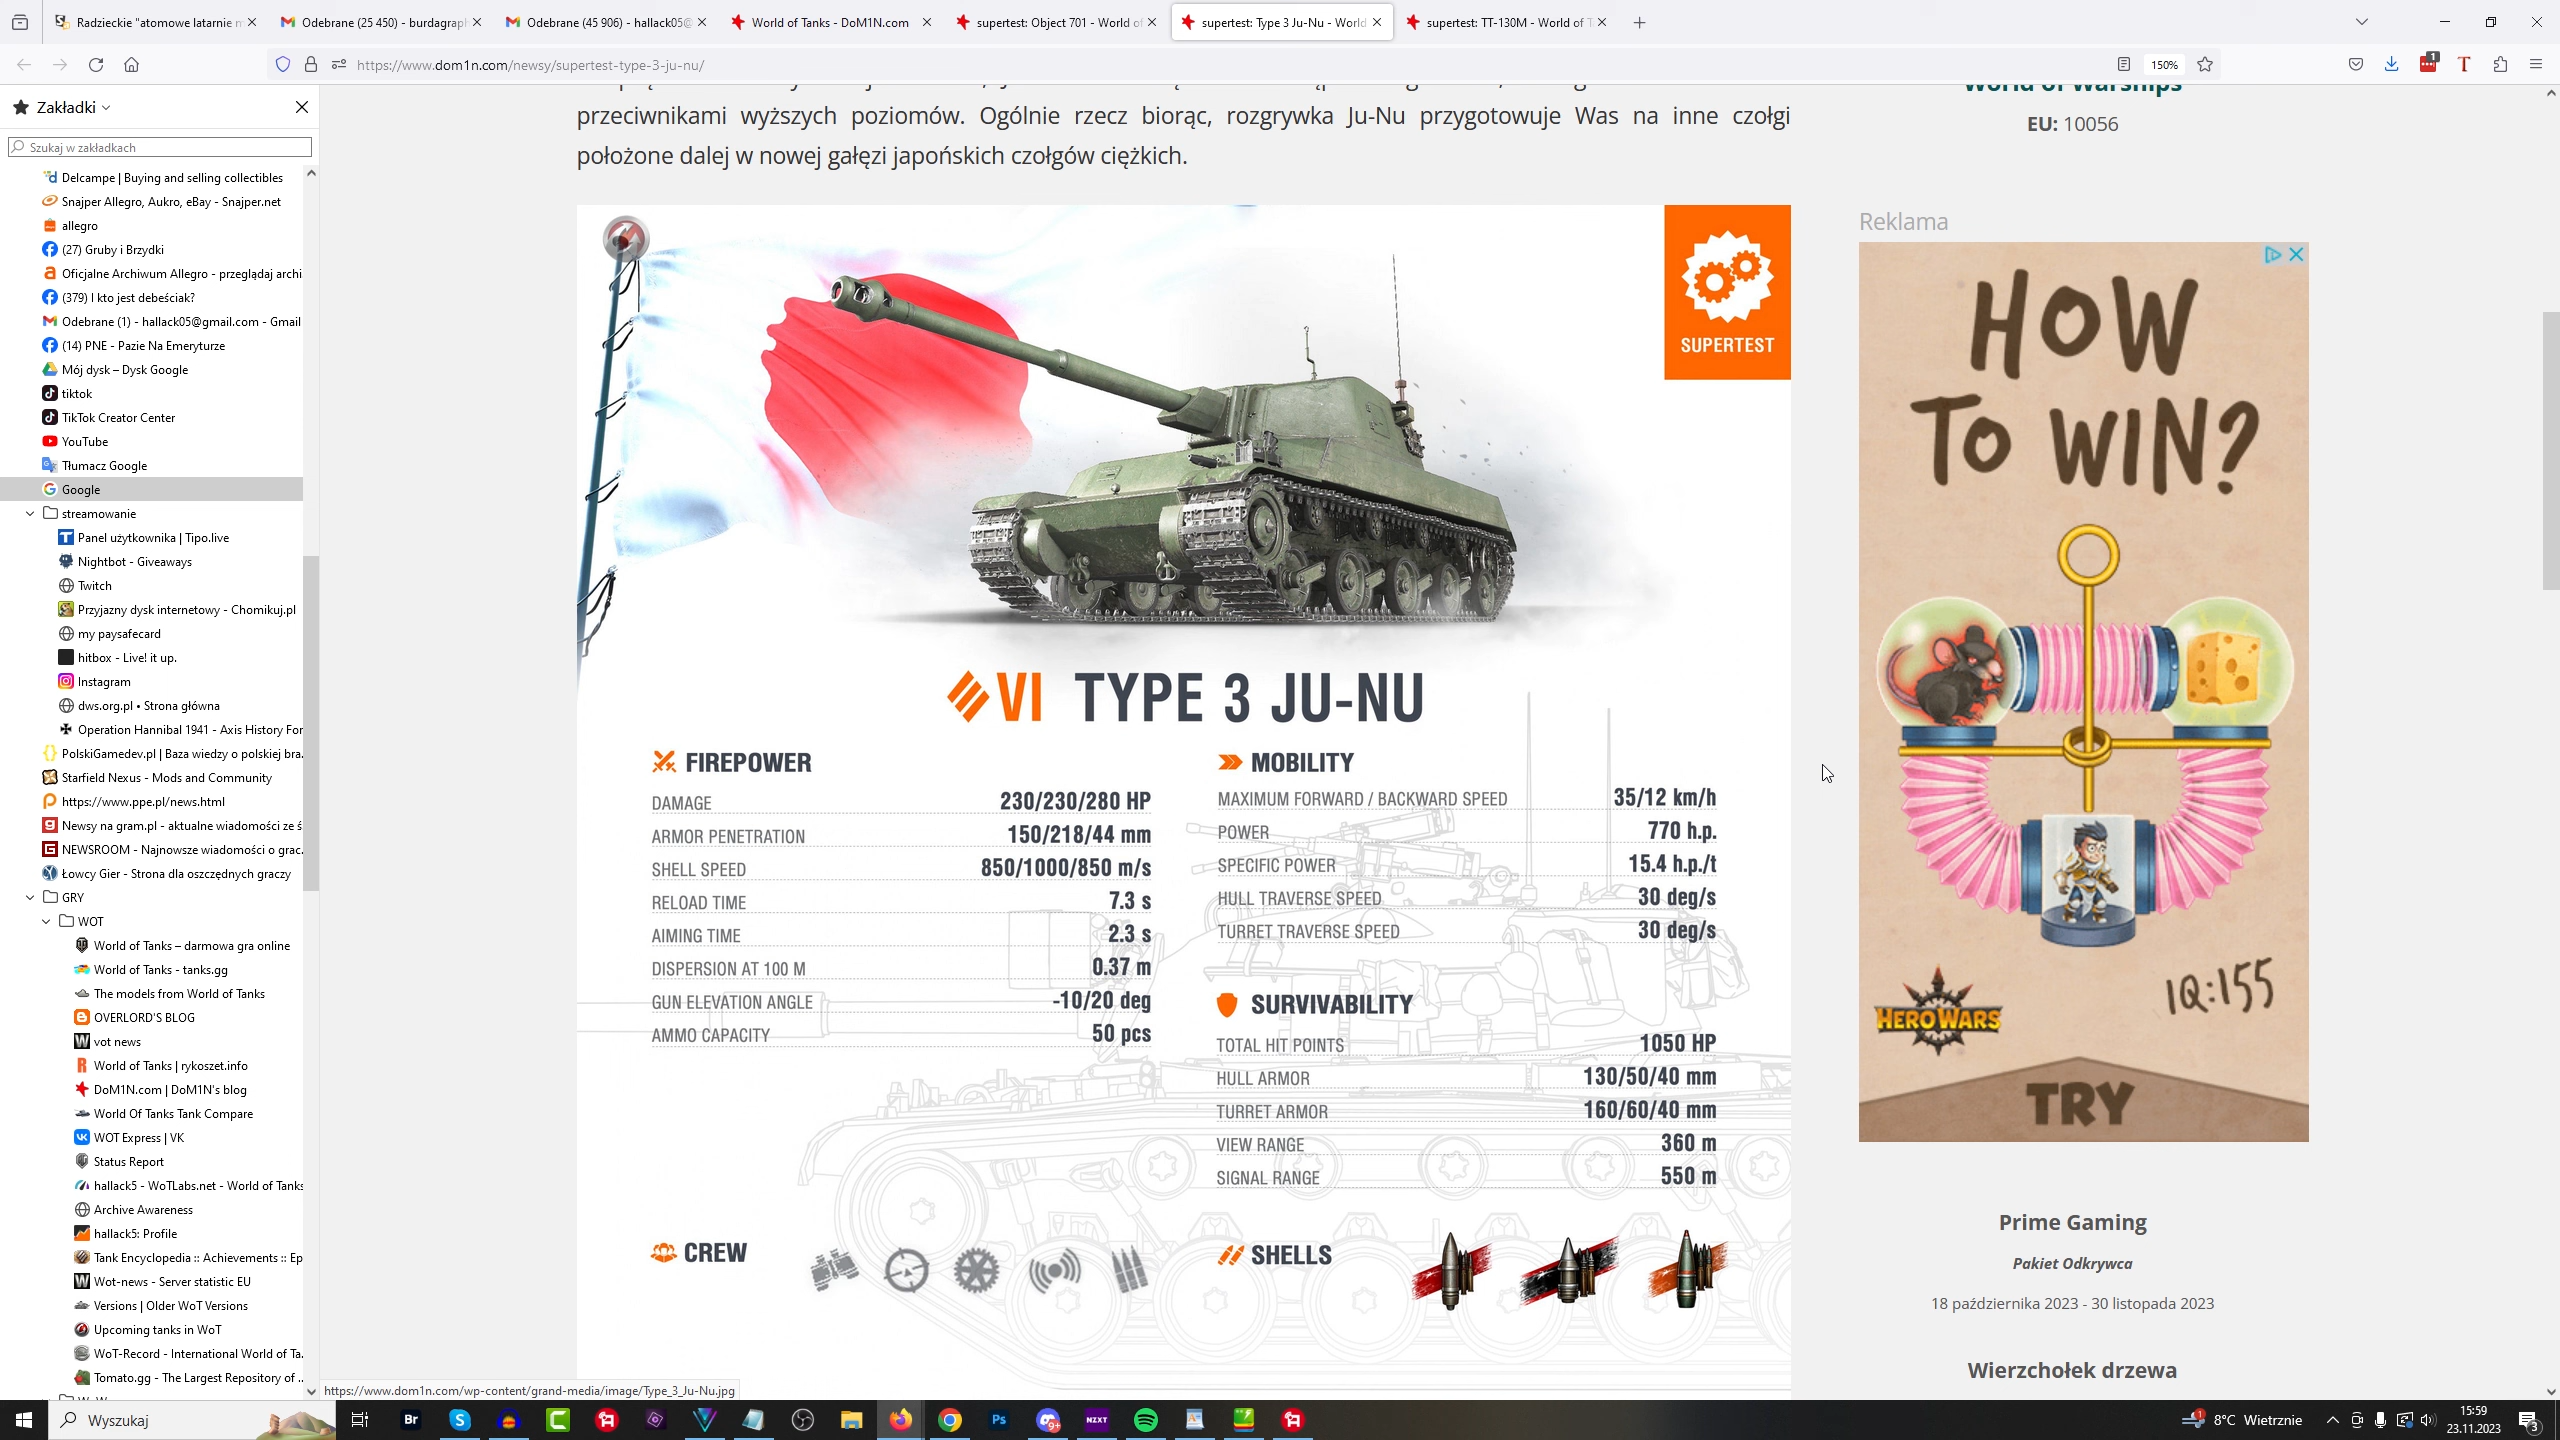 Radzieckie "atomowe latarnie m
Odebrane (25 450) - burdagraph
Odebrane (45 906) - hallack05@
World of Tanks - DoM1N.com
supertest: Object 701 - World of
supertest: Type 3 Ju-Nu - World
supertest: TT-130M - World of T
https://www.dom1n.com/newsy/supertest-type-3-ju-nu/
150%
1
T
Zakładki
Szukaj w zakładkach
Delcampe | Buying and selling collectibles
Snajper Allegro, Aukro, eBay - Snajper.net
allegro
(27) Gruby i Brzydki
Oficjalne Archiwum Allegro - przeglądaj archi
(379) I kto jest debeściak?
Odebrane (1) - hallack05@gmail.com - Gmail
(14) PNE - Pazie Na Emeryturze
Mój dysk – Dysk Google
tiktok
TikTok Creator Center
YouTube
Tłumacz Google
Google
streamowanie
Panel użytkownika | Tipo.live
Nightbot - Giveaways
Twitch
Przyjazny dysk internetowy - Chomikuj.pl
my paysafecard
hitbox - Live! it up.
Instagram
dws.org.pl • Strona główna
Operation Hannibal 1941 - Axis History For
PolskiGamedev.pl | Baza wiedzy o polskiej bra...
Starfield Nexus - Mods and Community
https://www.ppe.pl/news.html
Newsy na gram.pl - aktualne wiadomości ze ś...
NEWSROOM - Najnowsze wiadomości o grac...
Łowcy Gier - Strona dla oszczędnych graczy
GRY
WOT
World of Tanks – darmowa gra online
World of Tanks - tanks.gg
The models from World of Tanks
OVERLORD'S BLOG
vot news
World of Tanks | rykoszet.info
DoM1N.com | DoM1N's blog
World Of Tanks Tank Compare
WOT Express | VK
Status Report
hallack5 - WoTLabs.net - World of Tanks
Archive Awareness
hallack5: Profile
Tank Encyclopedia :: Achievements :: Ep
Wot-news - Server statistic EU
Versions | Older WoT Versions
Upcoming tanks in WoT
WoT-Record - International World of Ta...
Tomato.gg - The Largest Repository of ...
przeciwnikami wyższych poziomów. Ogólnie rzecz biorąc, rozgrywka Ju-Nu przygotowuje Was na inne czołgi
położone dalej w nowej gałęzi japońskich czołgów ciężkich.
SUPERTEST
VI TYPE 3 JU-NU
FIREPOWER
DAMAGE 230/230/280 HP
ARMOR PENETRATION 150/218/44 mm
SHELL SPEED 850/1000/850 m/s
RELOAD TIME 7.3 s
AIMING TIME 2.3 s
DISPERSION AT 100 M 0.37 m
GUN ELEVATION ANGLE -10/20 deg
AMMO CAPACITY 50 pcs
CREW
MOBILITY
MAXIMUM FORWARD / BACKWARD SPEED 35/12 km/h
POWER 770 h.p.
SPECIFIC POWER 15.4 h.p./t
HULL TRAVERSE SPEED 30 deg/s
TURRET TRAVERSE SPEED 30 deg/s
SURVIVABILITY
TOTAL HIT POINTS 1050 HP
HULL ARMOR 130/50/40 mm
TURRET ARMOR 160/60/40 mm
VIEW RANGE 360 m
SIGNAL RANGE 550 m
SHELLS
World of Warships
EU: 10056
Reklama
HOW
TO WIN?
IQ:155
HERO WARS
TRY
Prime Gaming
Pakiet Odkrywca
18 października 2023 - 30 listopada 2023
Wierzchołek drzewa
https://www.dom1n.com/wp-content/grand-media/image/Type_3_Ju-Nu.jpg
Wyszukaj
Br
Ps
9+
NZXT
1
8°C Wietrznie
15:59
23.11.2023
3